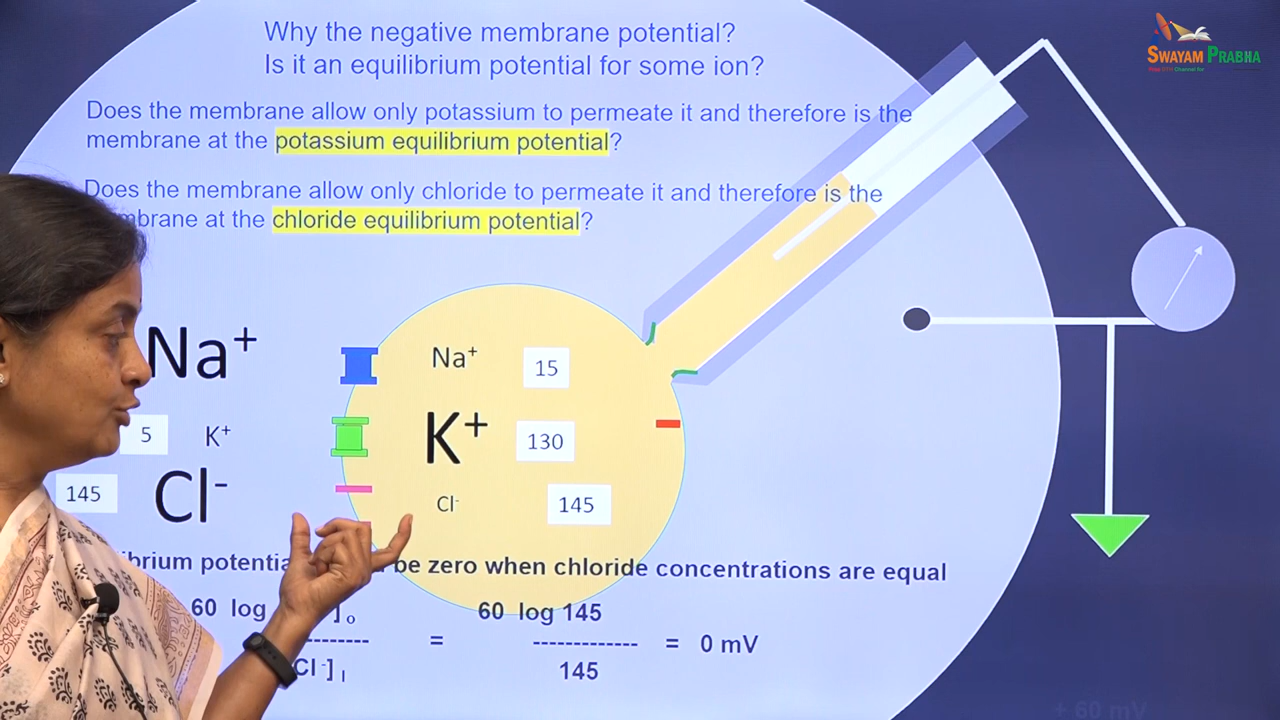 Why the negative membrane potential?
Is it an equilibrium potential for some ion?
SWAYAM PRABHA
Does the membrane allow only potassium to permeate it and therefore is the
membrane at the potassium equilibrium potential?
Does the membrane allow only chloride to permeate it and therefore is the
mbrane at the chloride equilibrium potential?
Na+
Na+ 15
5 K+
K+ 130
145 Cl-
Cl- 145
be zero when chloride concentrations are equal
60 log ]o = 60 log 145 = 0 mV
Cl-]I 145
+ 60 mV